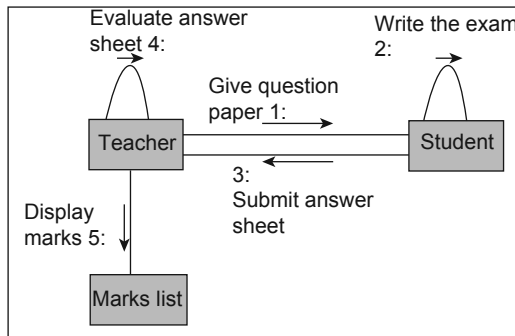 Evaluate answer
sheet 4:
Write the exam
2:
Give question
paper 1:
Teacher
Student
3:
Submit answer
sheet
Display
marks 5:
Marks list